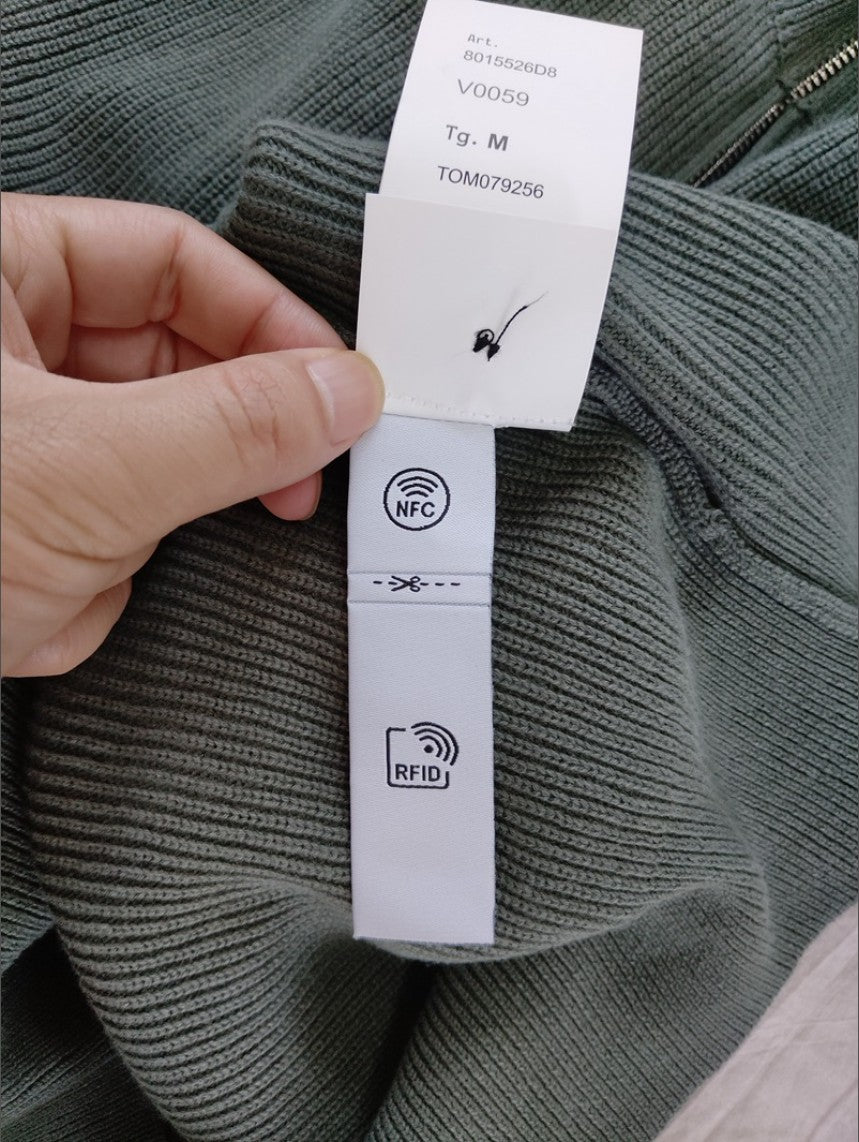 Art.
8015526D8
V0059
Tg. M
TOM079256
NFC
RFID